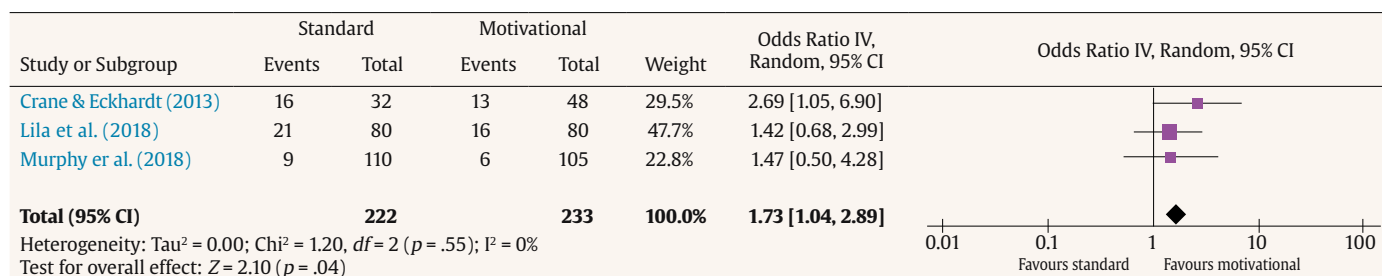 Standard Motivational
Odds Ratio IV,
Random, 95% CI
Odds Ratio IV, Random, 95% CI
Study or Subgroup Events Total Events Total Weight
Crane & Eckhardt (2013) 16 32 13 48 29.5% 2.69 [1.05, 6.90]
Lila et al. (2018) 21 80 16 80 47.7% 1.42 [0.68, 2.99]
Murphy er al. (2018) 9 110 6 105 22.8% 1.47 [0.50, 4.28]
Total (95% CI) 222 233 100.0% 1.73 [1.04, 2.89]
Heterogeneity: Tau² = 0.00; Chi² = 1.20, df = 2 (p = .55); I² = 0%
Test for overall effect: Z = 2.10 (p = .04)
0.01 0.1 1 10 100
Favours standard Favours motivational